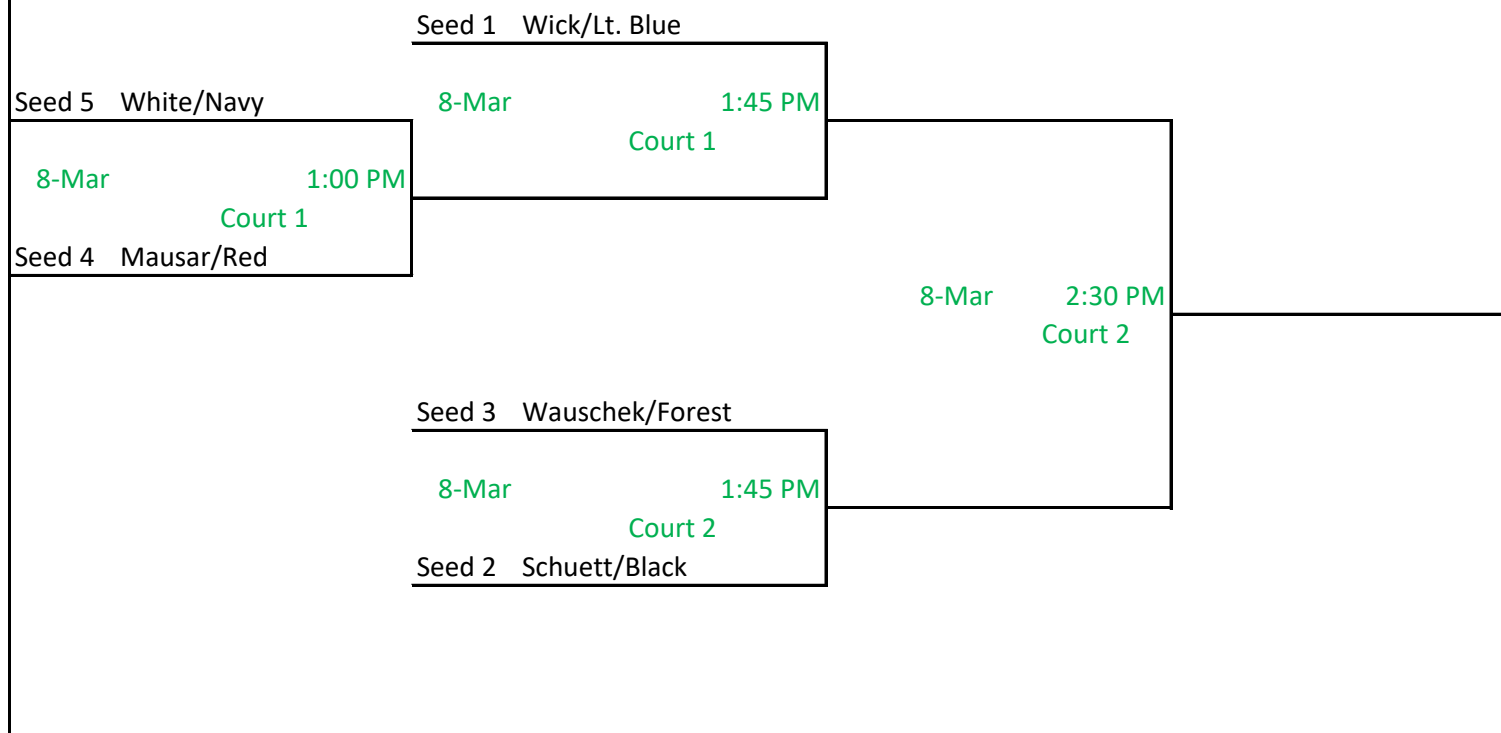 Seed 1 Wick/Lt. Blue
Seed 5 White/Navy
8-Mar 1:45 PM
Court 1
8-Mar 1:00 PM
Court 1
Seed 4 Mausar/Red
8-Mar 2:30 PM
Court 2
Seed 3 Wauschek/Forest
8-Mar 1:45 PM
Court 2
Seed 2 Schuett/Black